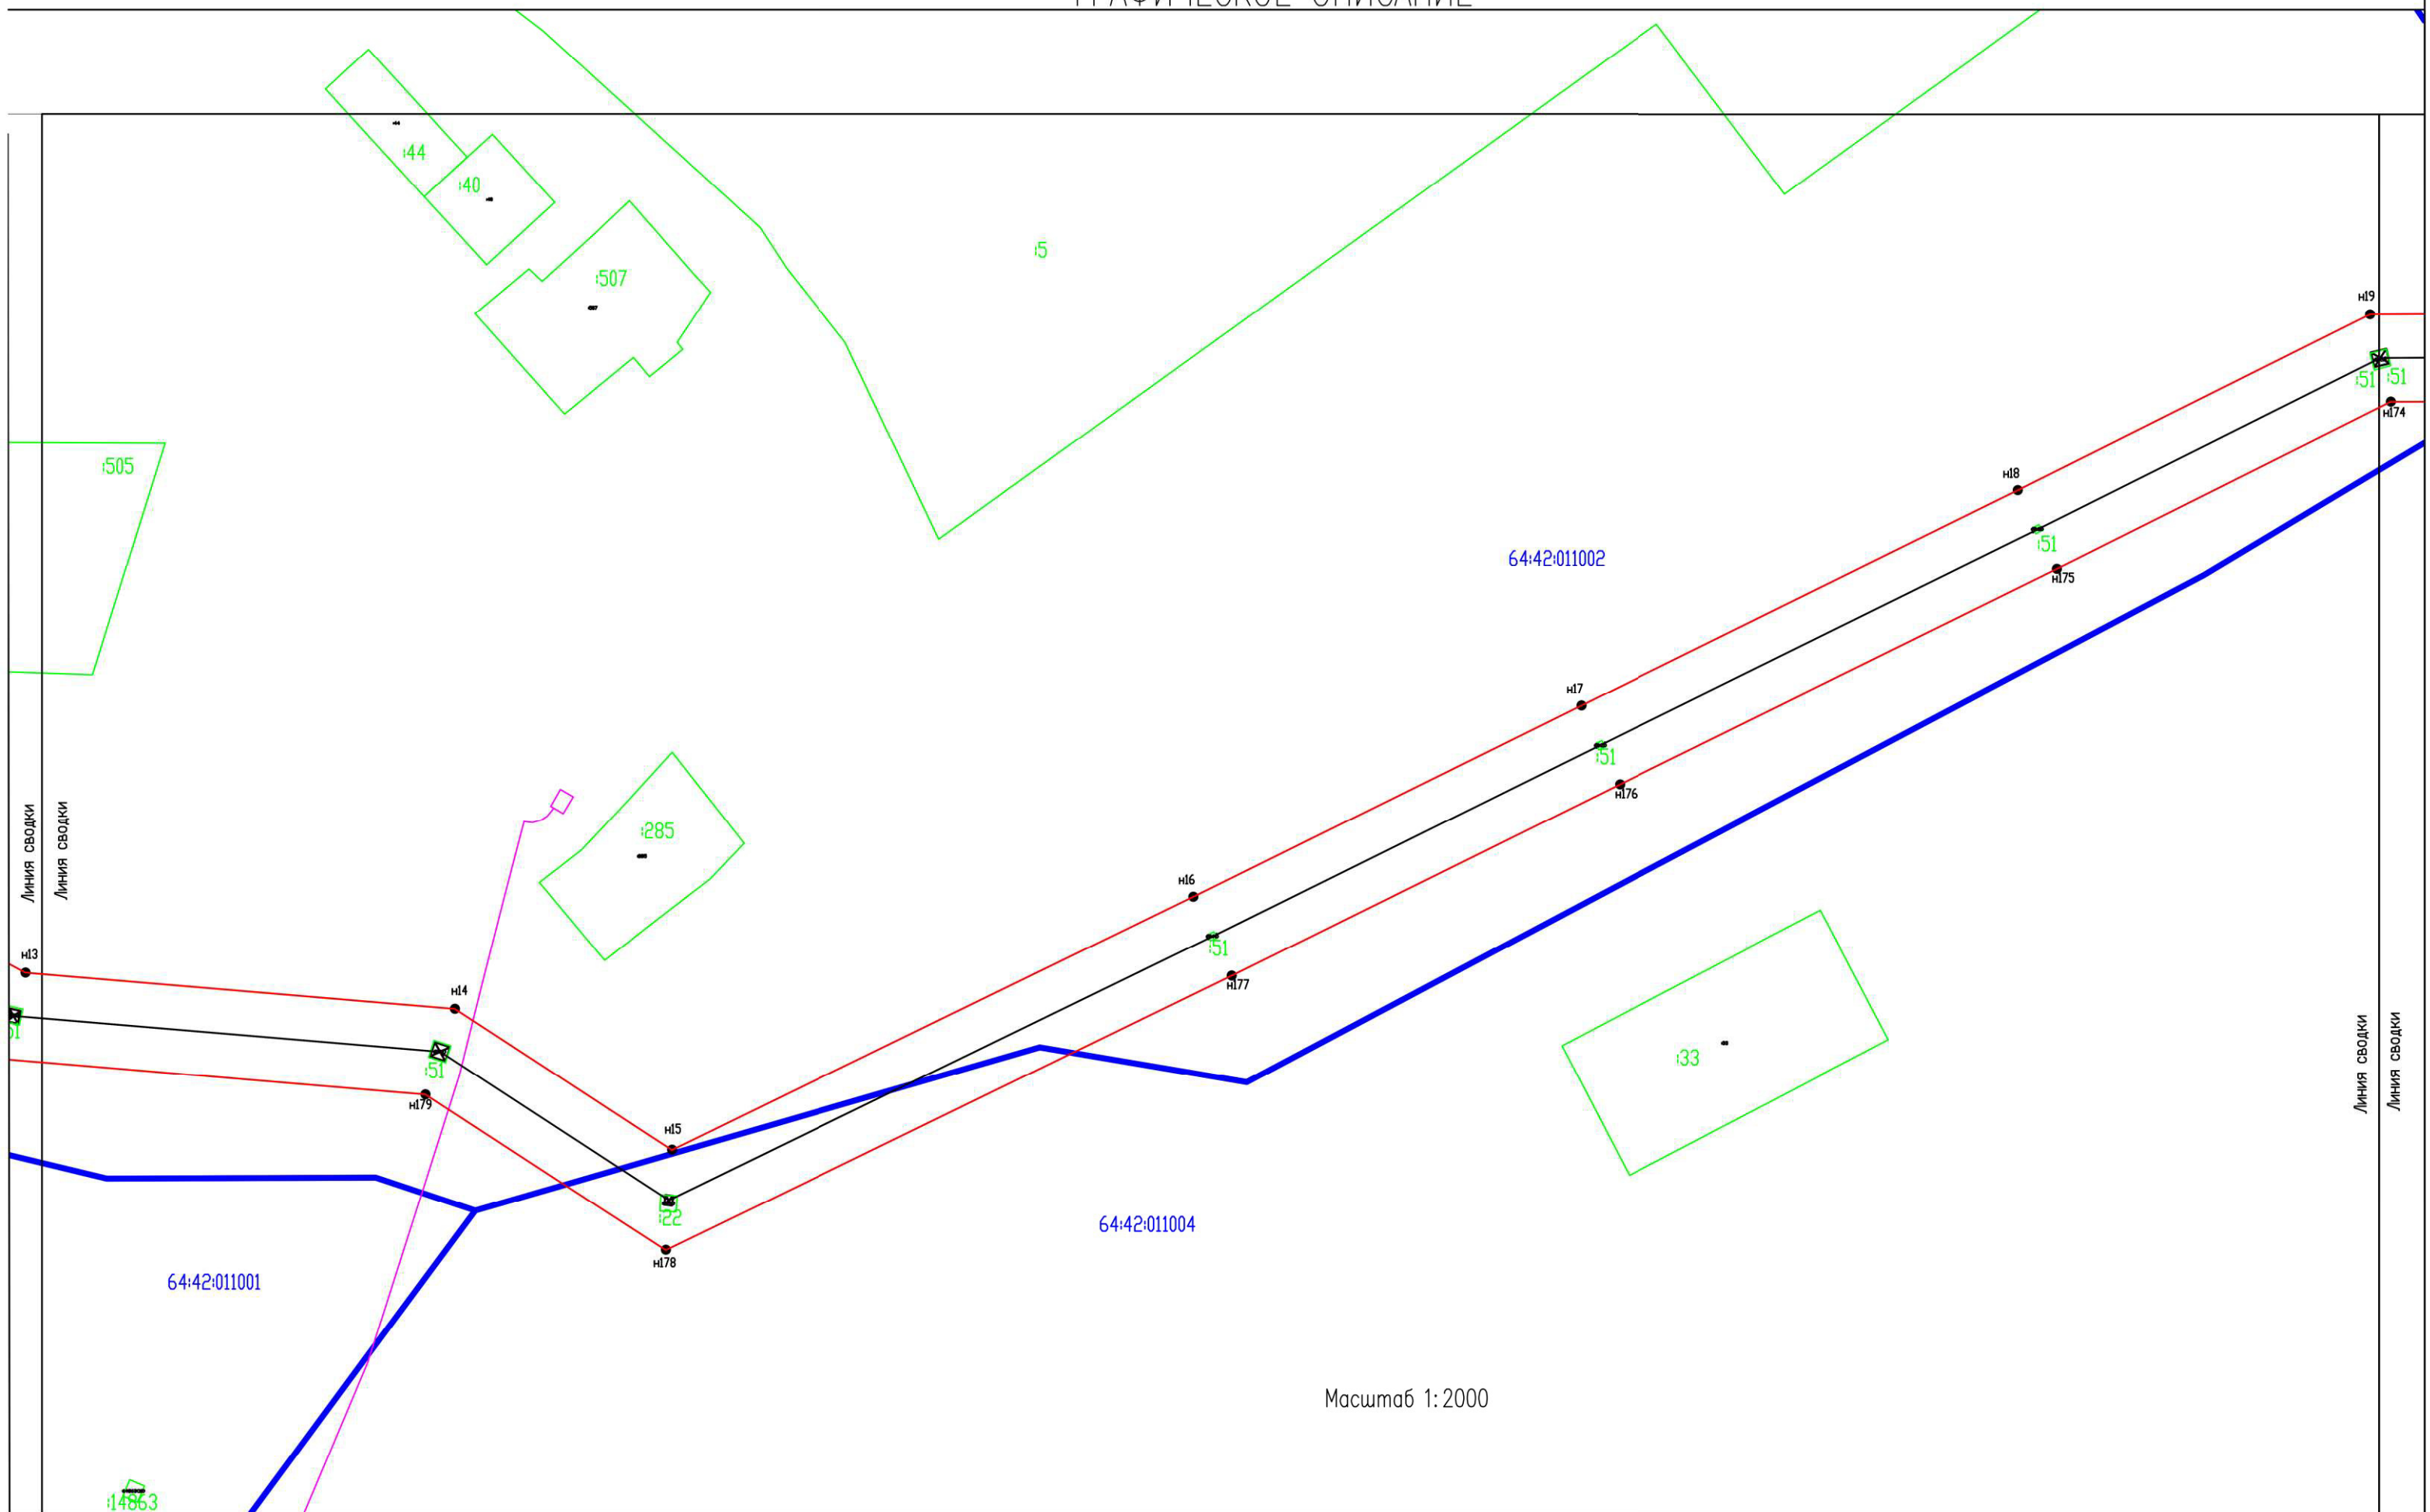 ГРАФИЧЕСКОЕ ОПИСАНИЕ
:44
:40
:5
:507
н19
:51
:51
н174
:505
н18
:51
н175
64:42:011002
н17
:51
н176
:285
Линия сводки
Линия сводки
н16
:51
н177
н13
н14
:51
н179
:33
Линия сводки
Линия сводки
н15
:22
н178
64:42:011004
64:42:011001
Масштаб 1:2000
:14863